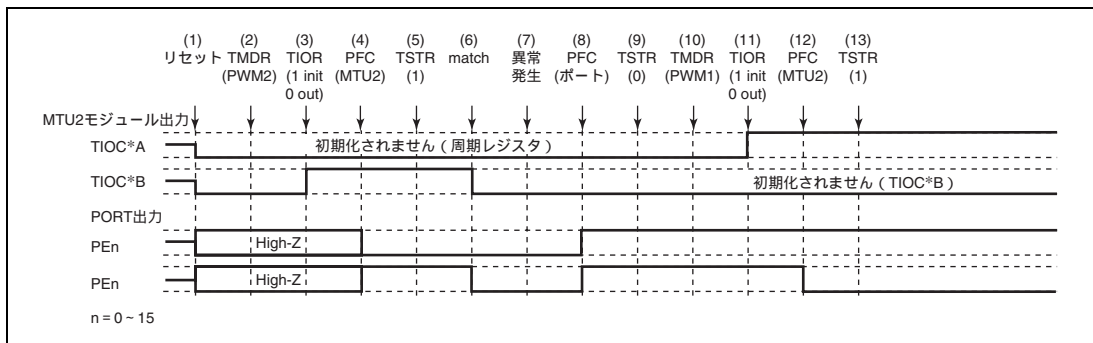 (1) (2) (3) (4) (5) (6) (7) (8) (9) (10) (11) (12) (13)
リセット TMDR TIOR PFC TSTR match 異常 PFC TSTR TMDR TIOR PFC TSTR
(PWM2) (1 init (MTU2) (1) 発生 (ポート) (0) (PWM1) (1 init (MTU2) (1)
0 out) 0 out)
MTU2モジュール出力
TIOC*A 初期化されません（周期レジスタ）
TIOC*B 初期化されません（TIOC*B）
PORT出力
PEn High-Z
PEn High-Z
n = 0 ~ 15